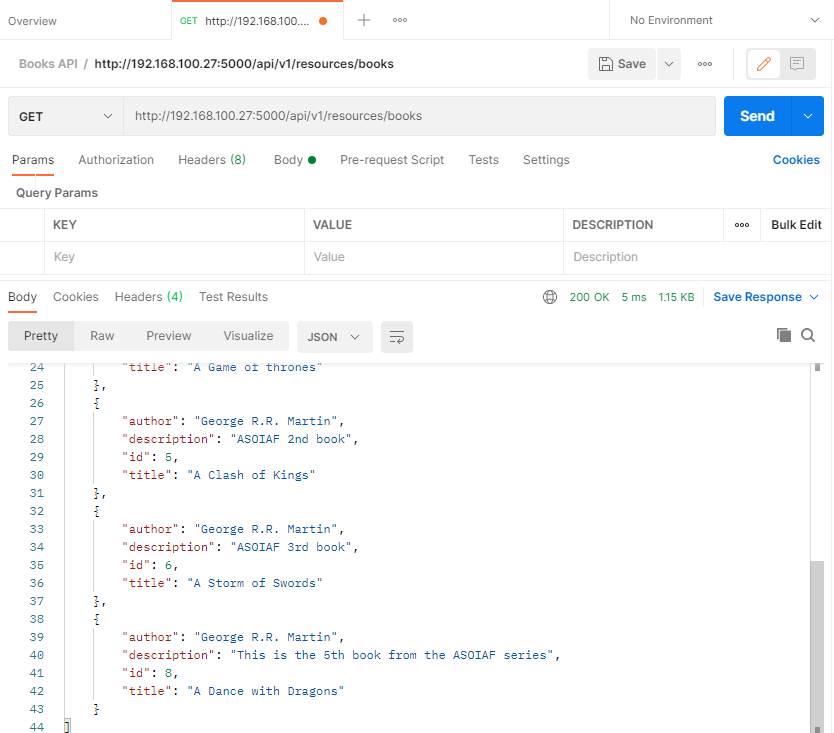 Overview GET http://192.168.100.... No Environment
Books API / http://192.168.100.27:5000/api/v1/resources/books Save
GET http://192.168.100.27:5000/api/v1/resources/books Send
Params Authorization Headers (8) Body Pre-request Script Tests Settings Cookies
Query Params
KEY VALUE DESCRIPTION Bulk Edit
Key Value Description
Body Cookies Headers (4) Test Results 200 OK 5 ms 1.15 KB Save Response
Pretty Raw Preview Visualize JSON
24 "title": "A Game of thrones"
25 },
26 {
27 "author": "George R.R. Martin",
28 "description": "ASOIAF 2nd book",
29 "id": 5,
30 "title": "A Clash of Kings"
31 },
32 {
33 "author": "George R.R. Martin",
34 "description": "ASOIAF 3rd book",
35 "id": 6,
36 "title": "A Storm of Swords"
37 },
38 {
39 "author": "George R.R. Martin",
40 "description": "This is the 5th book from the ASOIAF series",
41 "id": 8,
42 "title": "A Dance with Dragons"
43 }
44 ]